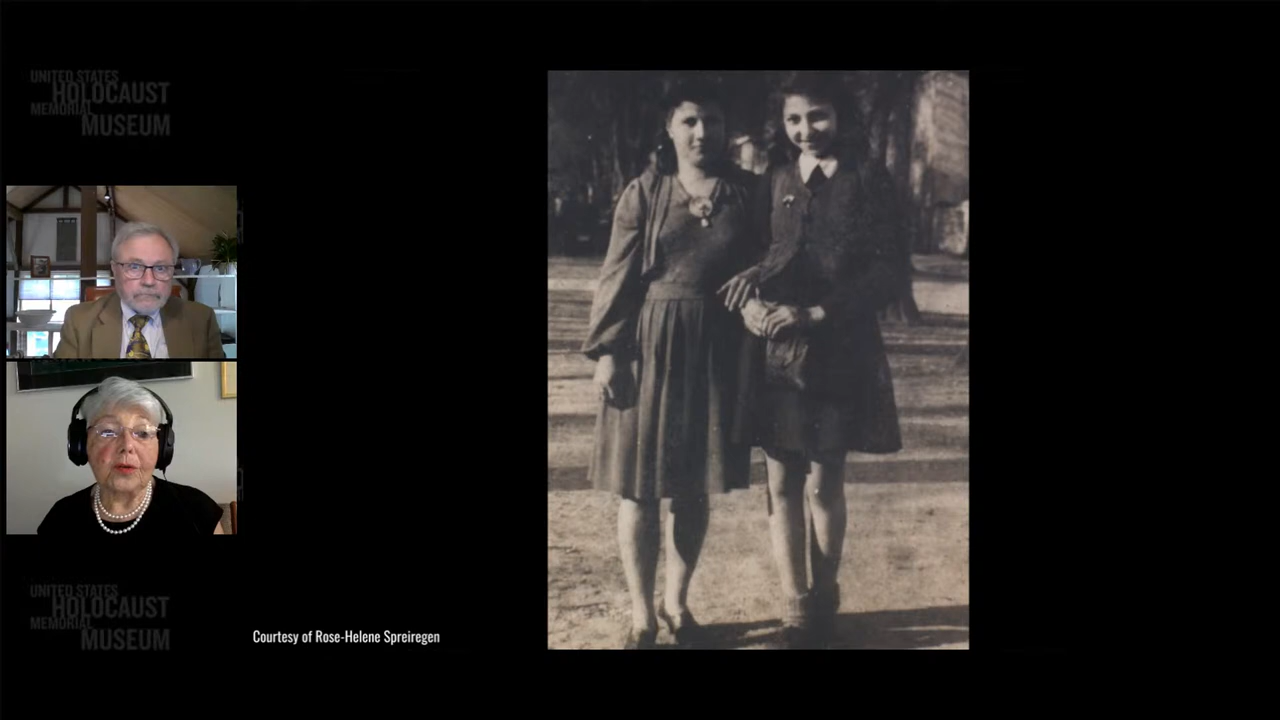 UNITED STATES
HOLOCAUST
MEMORIAL
MUSEUM
UNITED STATES
HOLOCAUST
MEMORIAL
MUSEUM
Courtesy of Rose-Helene Spreiregen